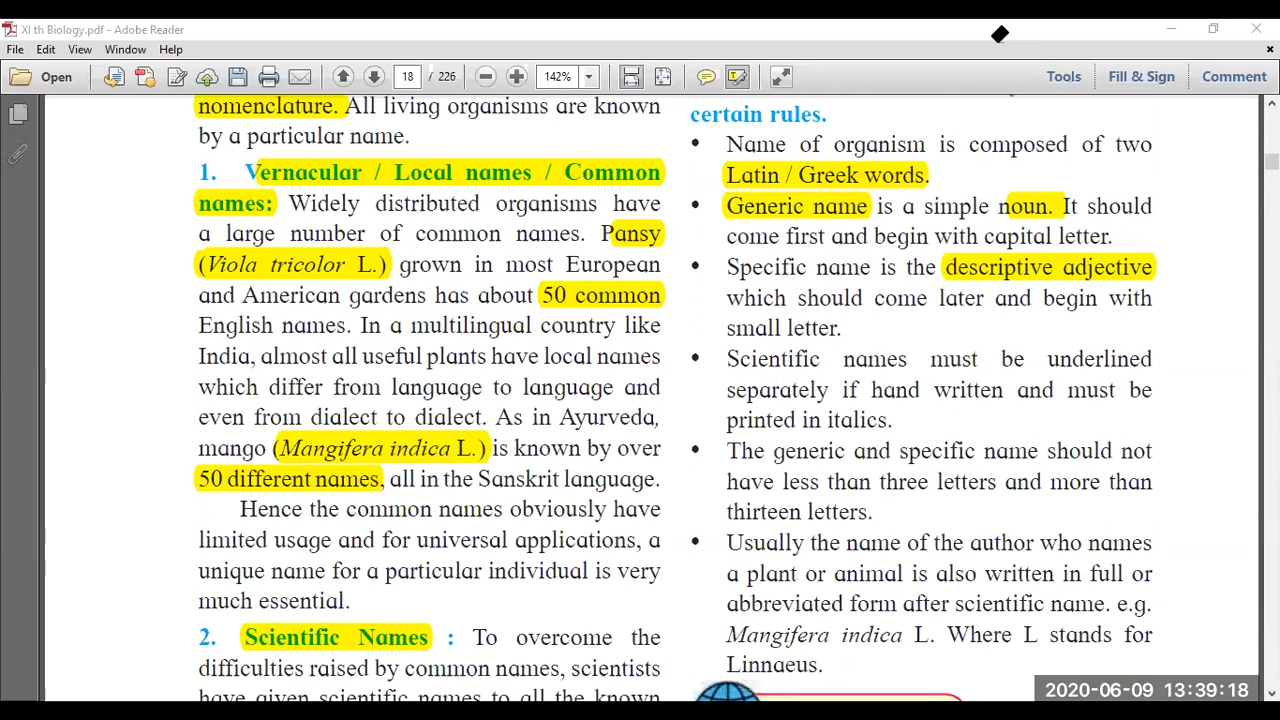 XI th Biology.pdf - Adobe Reader
File Edit View Window Help
Open 18 / 226 142% Tools Fill & Sign Comment
nomenclature. All living organisms are known
by a particular name.
1. Vernacular / Local names / Common
names: Widely distributed organisms have
a large number of common names. Pansy
(Viola tricolor L.) grown in most European
and American gardens has about 50 common
English names. In a multilingual country like
India, almost all useful plants have local names
which differ from language to language and
even from dialect to dialect. As in Ayurveda,
mango (Mangifera indica L.) is known by over
50 different names, all in the Sanskrit language.
Hence the common names obviously have
limited usage and for universal applications, a
unique name for a particular individual is very
much essential.
2. Scientific Names : To overcome the
difficulties raised by common names, scientists
have given scientific names to all the known
certain rules.
• Name of organism is composed of two
Latin / Greek words.
• Generic name is a simple noun. It should
come first and begin with capital letter.
• Specific name is the descriptive adjective
which should come later and begin with
small letter.
• Scientific names must be underlined
separately if hand written and must be
printed in italics.
• The generic and specific name should not
have less than three letters and more than
thirteen letters.
• Usually the name of the author who names
a plant or animal is also written in full or
abbreviated form after scientific name. e.g.
Mangifera indica L. Where L stands for
Linnaeus.
2020-06-09 13:39:18